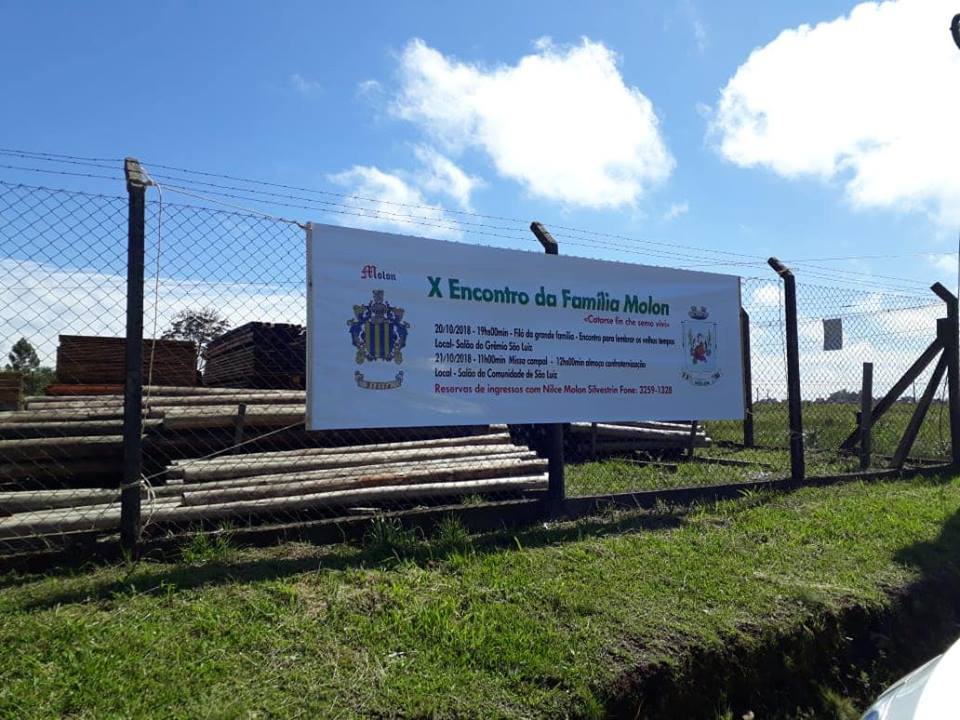 Molon
X Encontro da Família Molon
«Catarse fin che semo vivi»
20/10/2018 - 19h00min - Filó da grande família - Encontro para lembrar os velhos tempos
Local- Salão do Grêmio São Luiz
21/10/2018 - 11h00min Missa campal - 12h00min almoço confraternização
Local - Salão da Comunidade de São Luiz
Reservas de ingressos com Nilce Molon Silvestrin Fone: 3259-1328
MOLON